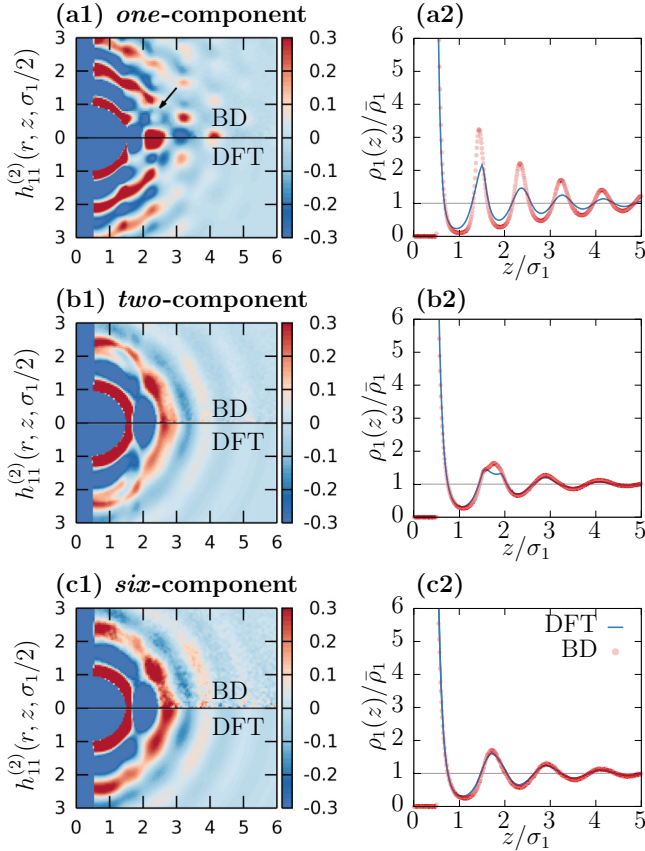 (a1) one-component
(a2)
h₁₁⁽²⁾(r, z, σ₁/2)
3
2
1
0
1
2
3
BD
DFT
0 1 2 3 4 5 6
0.3
0.2
0.1
0
-0.1
-0.2
-0.3
ρ₁(z)/ρ̄₁
6
5
4
3
2
1
0
0 1 2 3 4 5
z/σ₁
(b1) two-component
(b2)
h₁₁⁽²⁾(r, z, σ₁/2)
3
2
1
0
1
2
3
BD
DFT
0 1 2 3 4 5 6
0.3
0.2
0.1
0
-0.1
-0.2
-0.3
ρ₁(z)/ρ̄₁
6
5
4
3
2
1
0
0 1 2 3 4 5
z/σ₁
(c1) six-component
(c2)
h₁₁⁽²⁾(r, z, σ₁/2)
3
2
1
0
1
2
3
BD
DFT
0 1 2 3 4 5 6
0.3
0.2
0.1
0
-0.1
-0.2
-0.3
ρ₁(z)/ρ̄₁
6
5
4
3
2
1
0
DFT
BD
0 1 2 3 4 5
z/σ₁